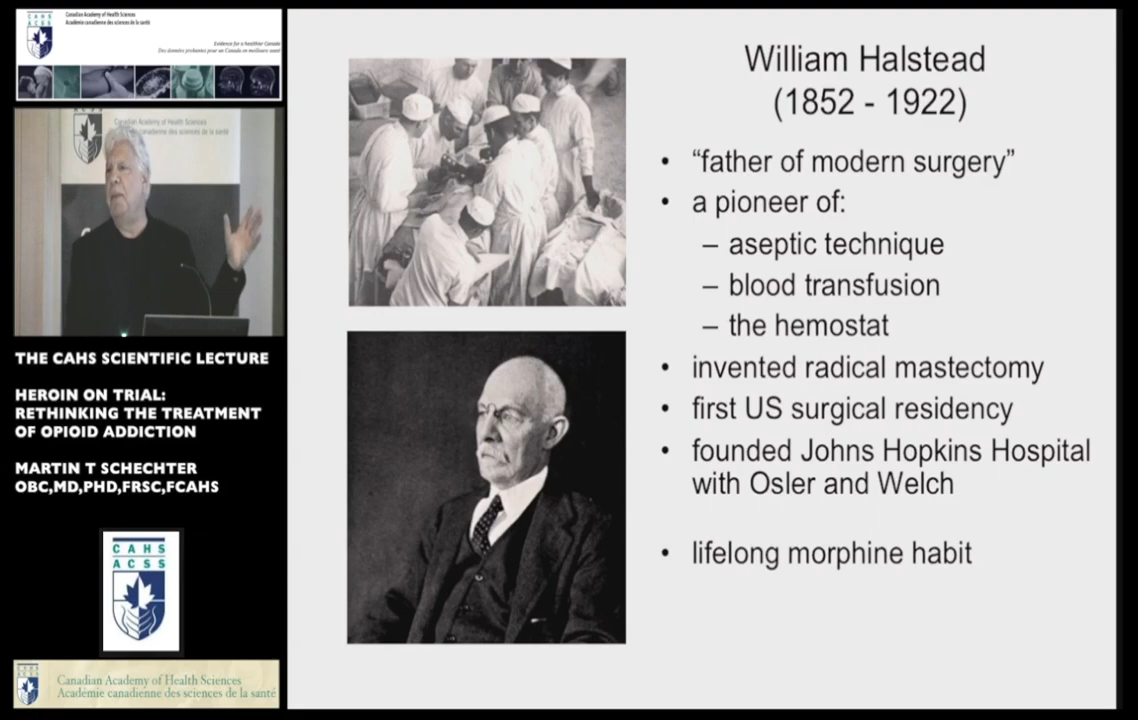 CAHS
ACSS
Canadian Academy of Health Sciences
Académie canadienne des sciences de la santé
Evidence for a healthier Canada
Des données probantes pour un Canada en meilleure santé
Canadian Academy of Health Sciences
canadienne des sciences de la santé
THE CAHS SCIENTIFIC LECTURE
HEROIN ON TRIAL:
RETHINKING THE TREATMENT
OF OPIOID ADDICTION
MARTIN T SCHECHTER
OBC,MD,PHD,FRSC,FCAHS
CAHS
ACSS
CAHS
ACSS
Canadian Academy of Health Sciences
Académie canadienne des sciences de la santé
William Halstead
(1852 - 1922)
• “father of modern surgery”
• a pioneer of:
– aseptic technique
– blood transfusion
– the hemostat
• invented radical mastectomy
• first US surgical residency
• founded Johns Hopkins Hospital
with Osler and Welch
• lifelong morphine habit